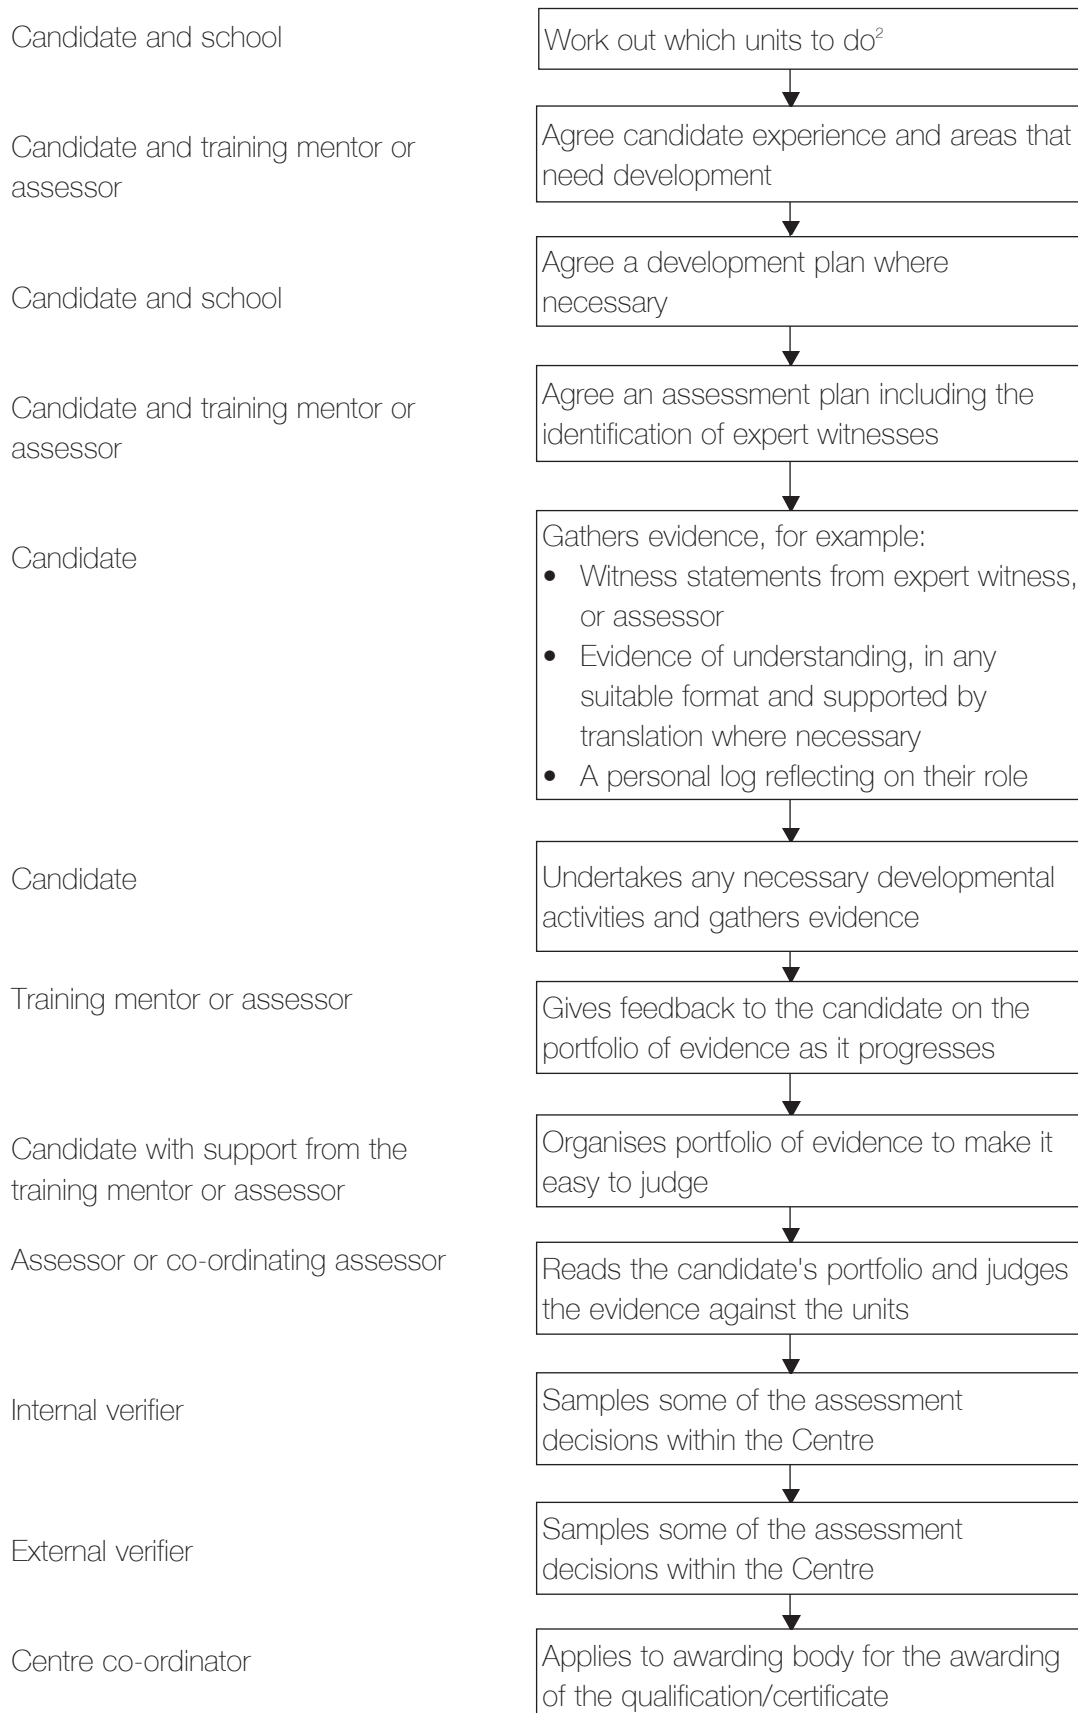 Candidate and school
Work out which units to do²
Candidate and training mentor or
assessor
Agree candidate experience and areas that
need development
Candidate and school
Agree a development plan where
necessary
Candidate and training mentor or
assessor
Agree an assessment plan including the
identification of expert witnesses
Candidate
Gathers evidence, for example:
• Witness statements from expert witness,
or assessor
• Evidence of understanding, in any
suitable format and supported by
translation where necessary
• A personal log reflecting on their role
Candidate
Undertakes any necessary developmental
activities and gathers evidence
Training mentor or assessor
Gives feedback to the candidate on the
portfolio of evidence as it progresses
Candidate with support from the
training mentor or assessor
Organises portfolio of evidence to make it
easy to judge
Assessor or co-ordinating assessor
Reads the candidate's portfolio and judges
the evidence against the units
Internal verifier
Samples some of the assessment
decisions within the Centre
External verifier
Samples some of the assessment
decisions within the Centre
Centre co-ordinator
Applies to awarding body for the awarding
of the qualification/certificate